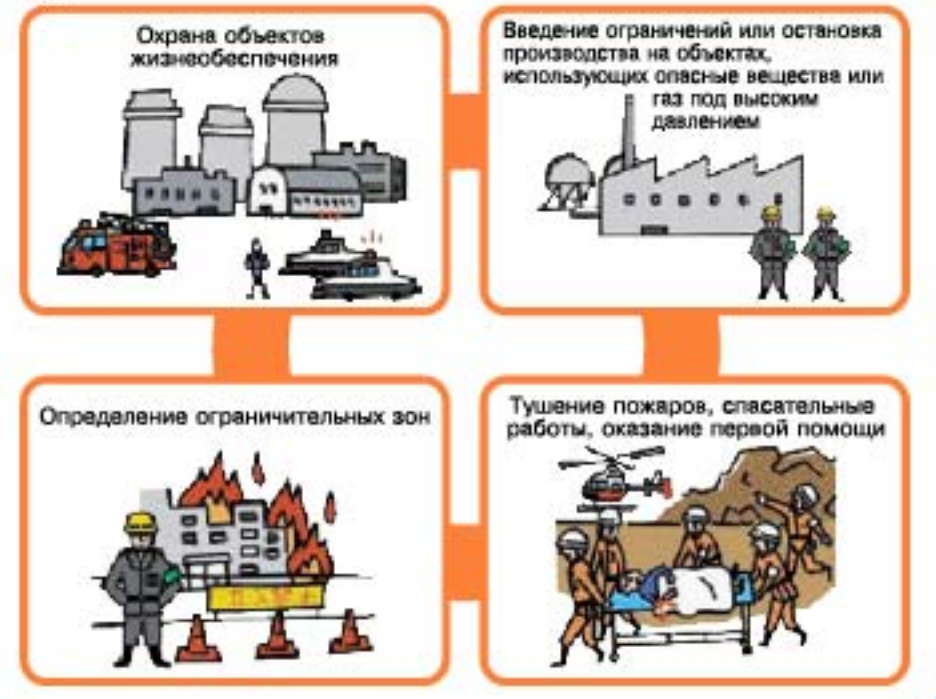 Охрана объектов
жизнеобеспечения
Введение ограничений или остановка
производства на объектах,
использующих опасные вещества или
газ под высоким
давлением
Определение ограничительных зон
Тушение пожаров, спасательные
работы, оказание первой помощи